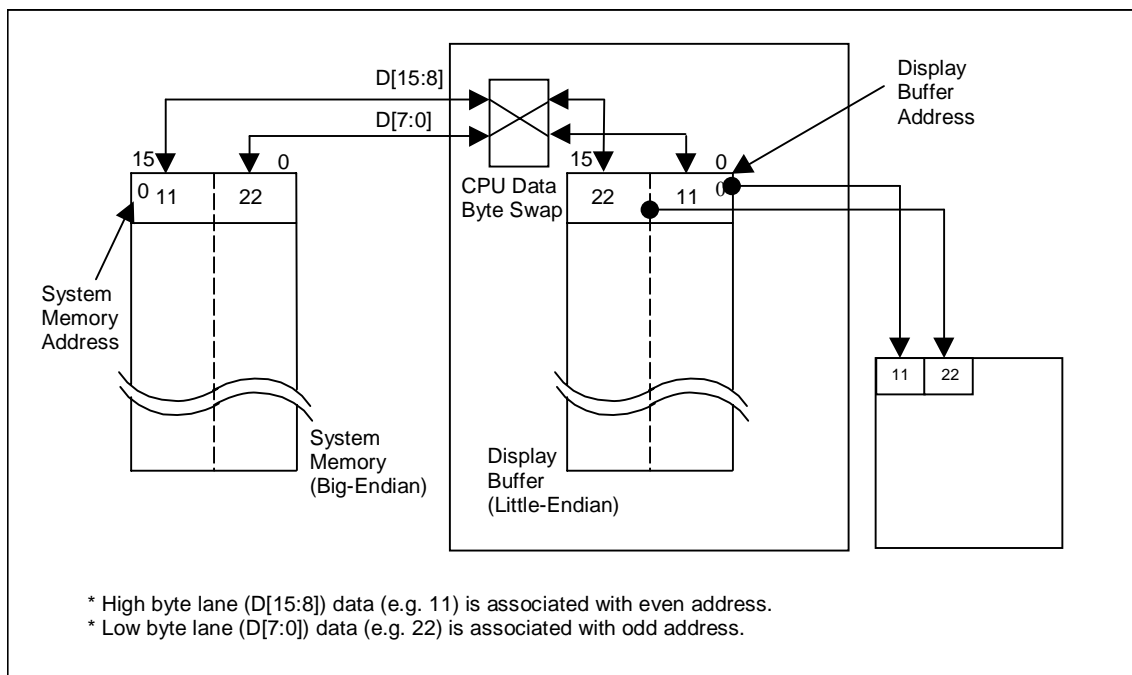 D[15:8]
D[7:0]
Display
Buffer
Address
15
0
15
0
CPU Data
Byte Swap
0
11
22
22
11
0
System
Memory
Address
11
22
System
Memory
(Big-Endian)
Display
Buffer
(Little-Endian)
* High byte lane (D[15:8]) data (e.g. 11) is associated with even address.
* Low byte lane (D[7:0]) data (e.g. 22) is associated with odd address.